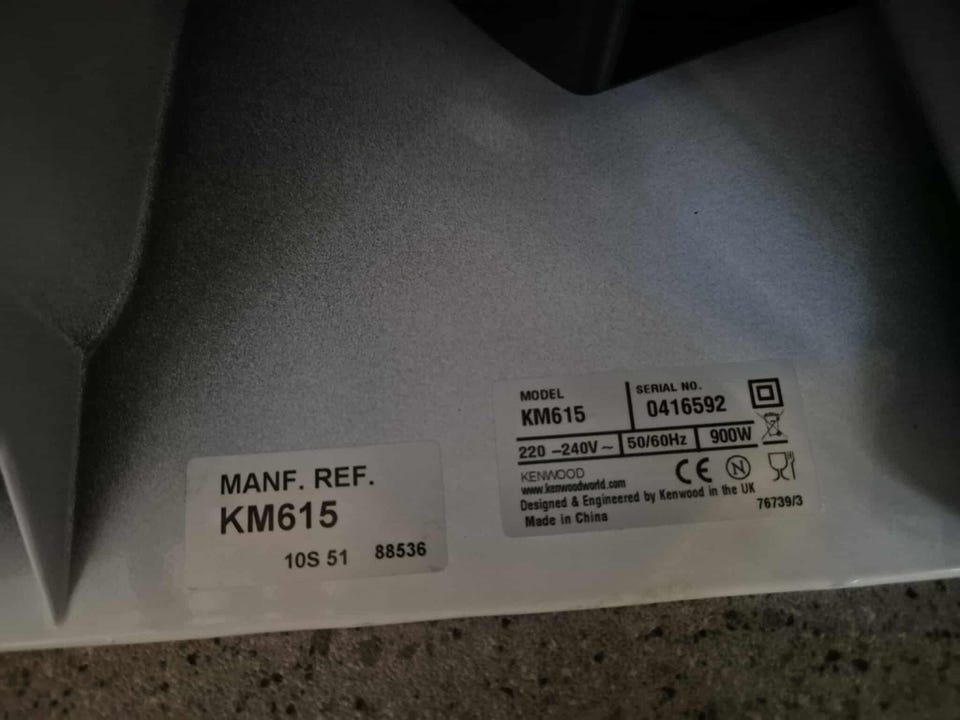 MANF. REF.
KM615
10S 51 88536
MODEL
KM615
SERIAL NO.
0416592
220 –240V ~ 50/60Hz 900W
KENWOOD
www.kenwoodworld.com
CE N
Designed & Engineered by Kenwood in the UK
Made in China
76739/3